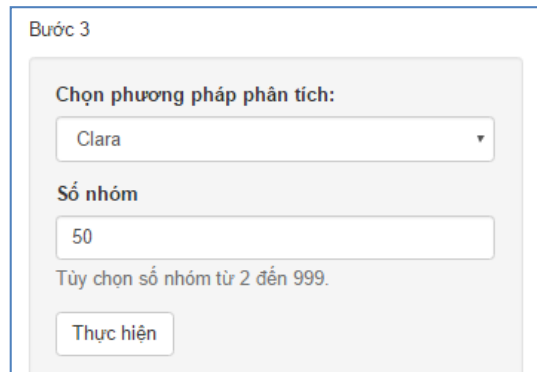 Bước 3
Chọn phương pháp phân tích:
Clara
Số nhóm
50
Tùy chọn số nhóm từ 2 đến 999.
Thực hiện